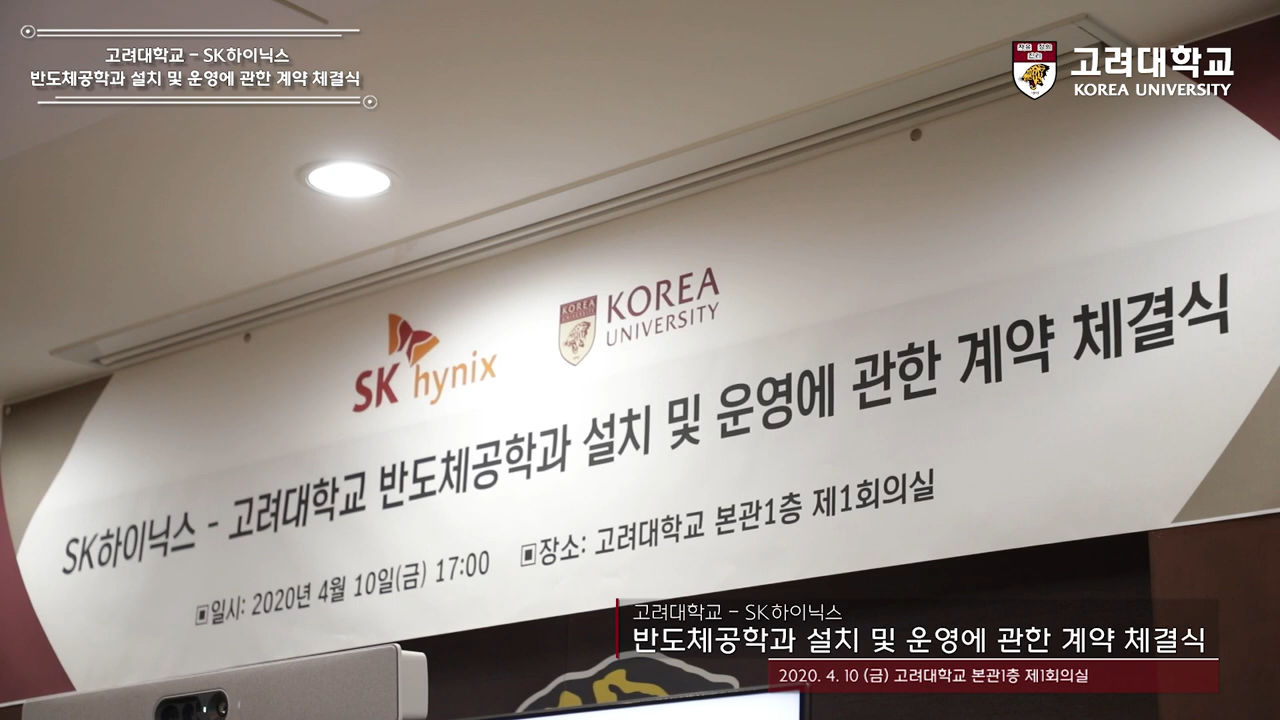 고려대학교 – SK하이닉스
반도체공학과 설치 및 운영에 관한 계약 체결식
고려대학교
KOREA UNIVERSITY
SK hynix
KOREA
UNIVERSITY
KOREA
UNIVERSITY
SK하이닉스 - 고려대학교 반도체공학과 설치 및 운영에 관한 계약 체결식
▣일시: 2020년 4월 10일(금) 17:00 ▣장소: 고려대학교 본관1층 제1회의실
고려대학교 – SK하이닉스
반도체공학과 설치 및 운영에 관한 계약 체결식
2020. 4. 10 (금) 고려대학교 본관1층 제1회의실